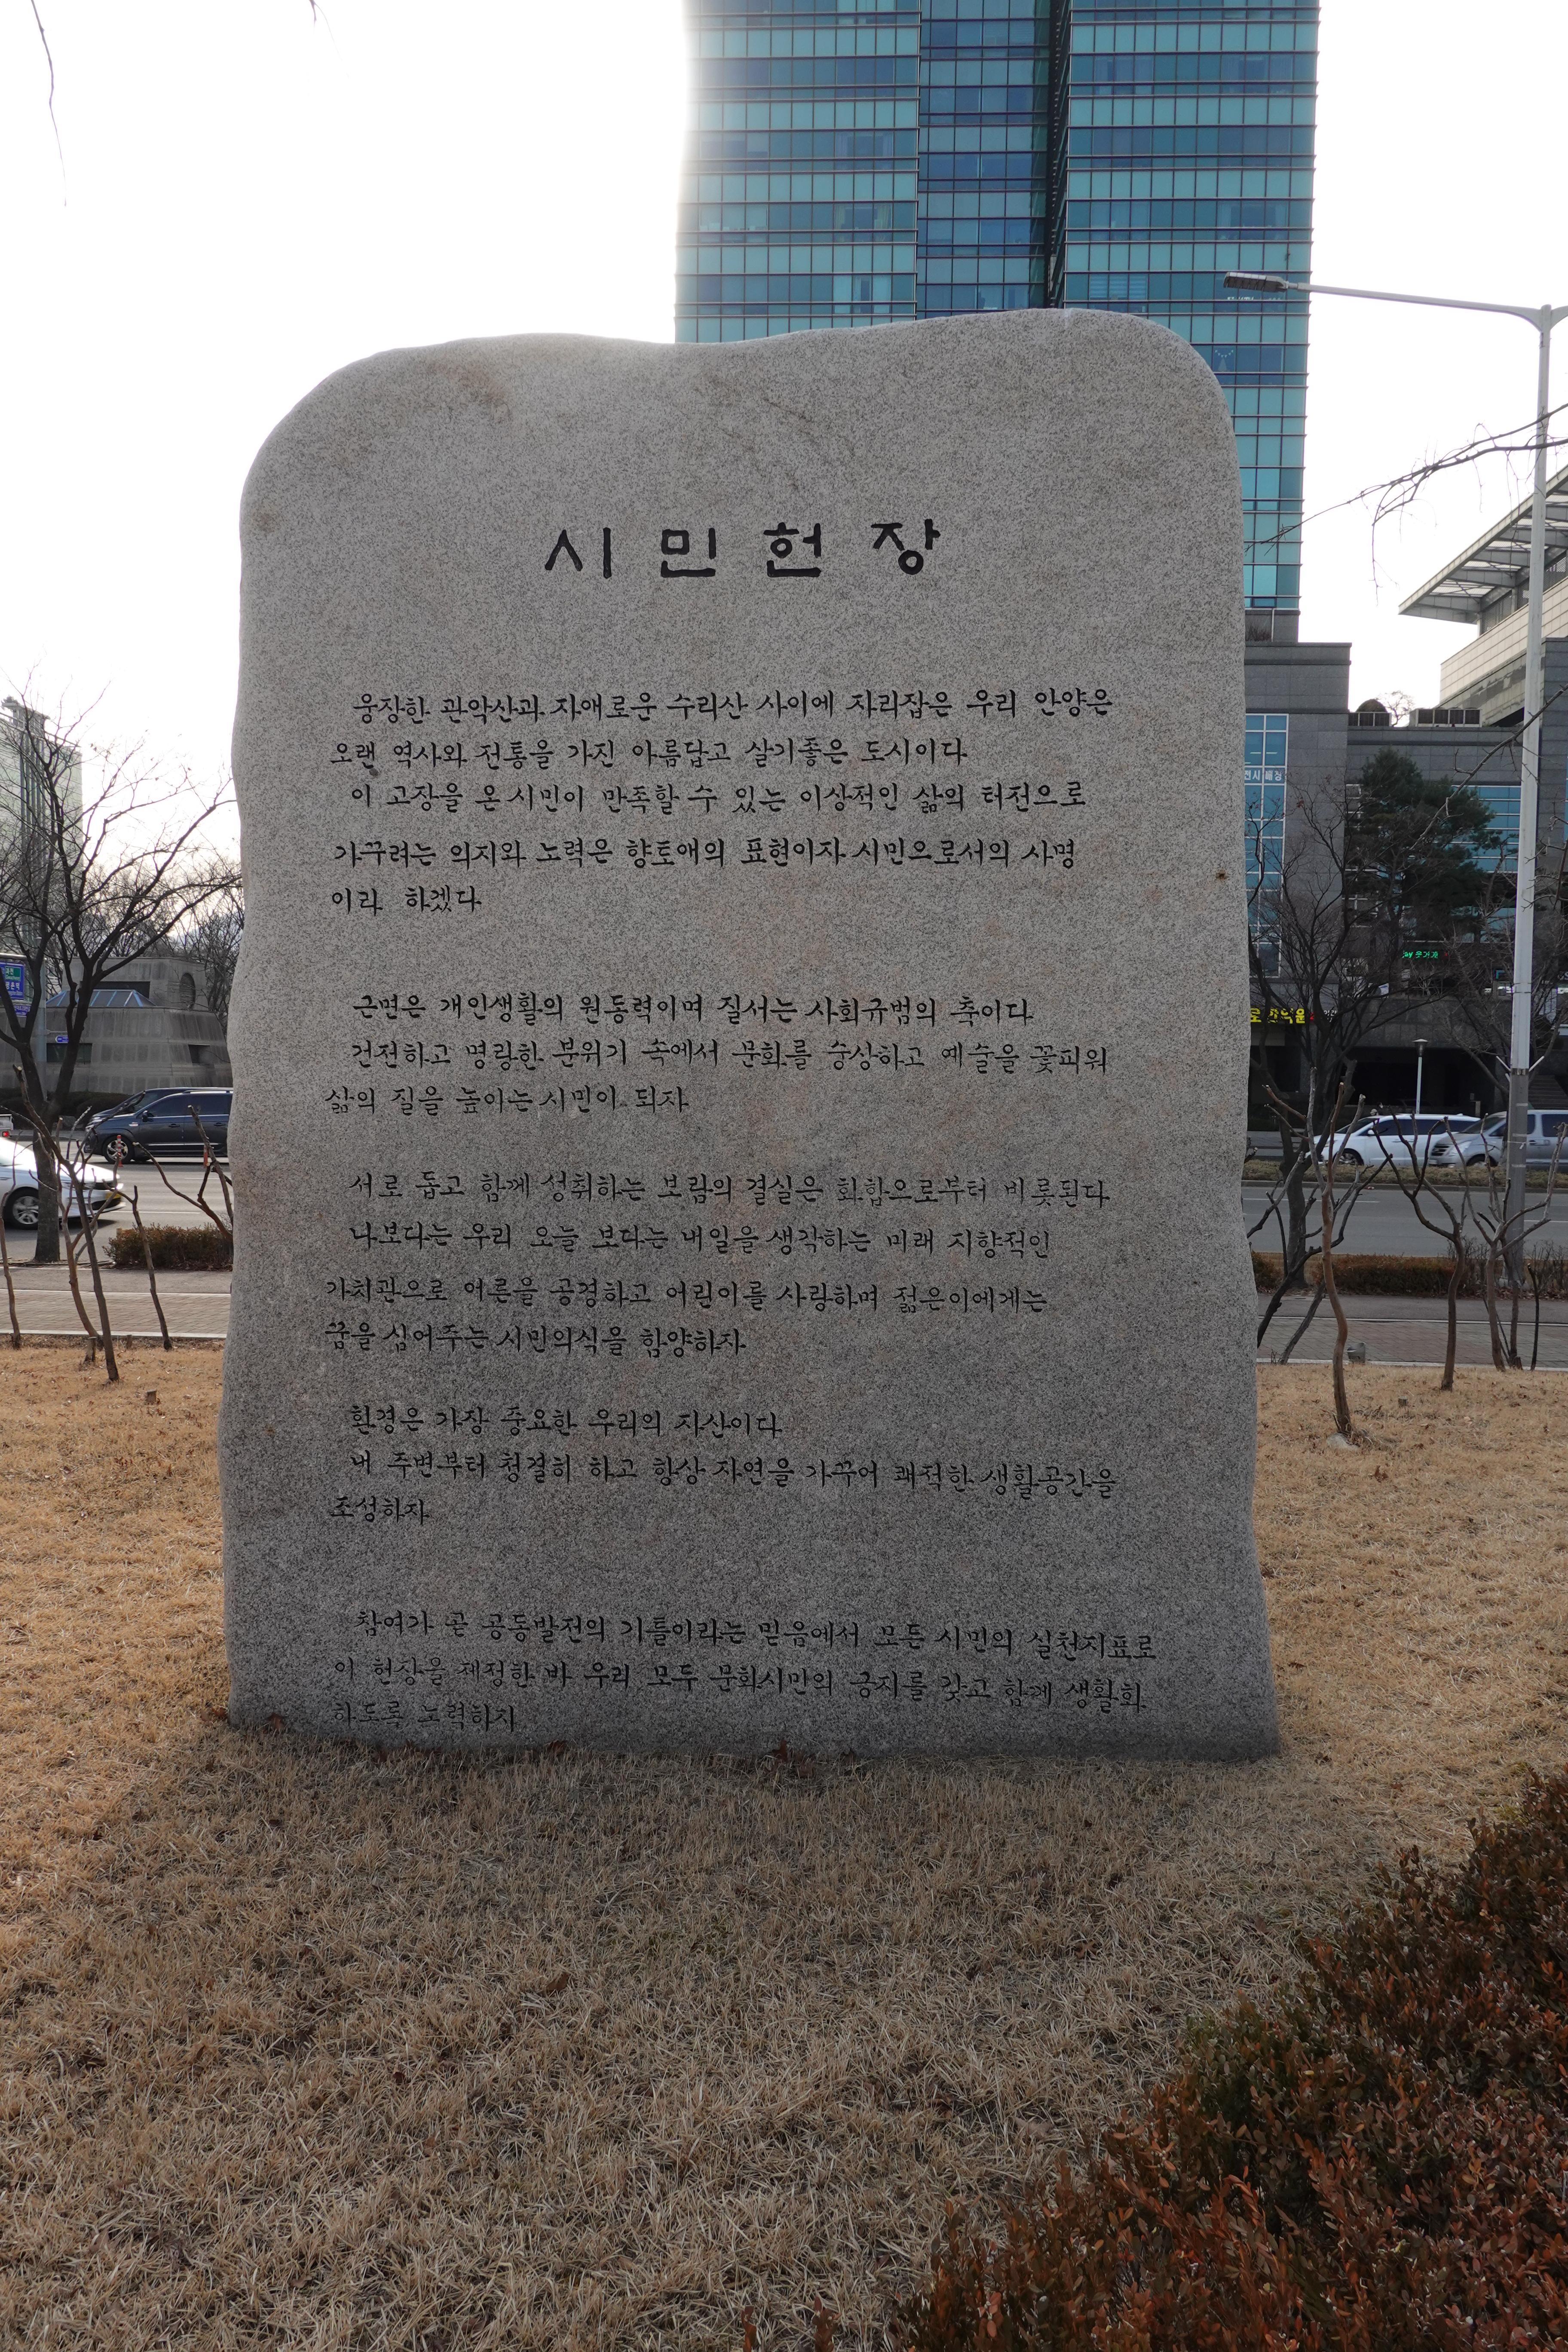 시민헌장
웅장한 관악산과 자애로운 수리산 사이에 자리잡은 우리 안양은
오랜 역사와 전통을 가진 아름답고 살기좋은 도시이다
이 고장을 온 시민이 만족할 수 있는 이상적인 삶의 터전으로
가꾸려는 의지와 노력은 향토애의 표현이자 시민으로서의 사명
이라 하겠다
근면은 개인생활의 원동력이며 질서는 사회규범의 축이다
건전하고 명랑한 분위기 속에서 문화를 숭상하고 예술을 꽃피워
삶의 질을 높이는 시민이 되자
서로 돕고 함께 성취하는 보람의 결실은 화합으로부터 비롯된다
나보다는 우리 오늘 보다는 내일을 생각하는 미래 지향적인
가치관으로 어른을 공경하고 어린이를 사랑하며 젊은이에게는
꿈을 심어주는 시민의식을 함양하자
환경은 가장 중요한 우리의 자산이다
내 주변부터 청결히 하고 항상 자연을 가꾸어 쾌적한 생활공간을
조성하자
참여가 곧 공동발전의 기틀이라는 믿음에서 모든 시민의 실천지표로
이 헌장을 제정한 바 우리 모두 문화시민의 긍지를 갖고 함께 생활화
하도록 노력하자